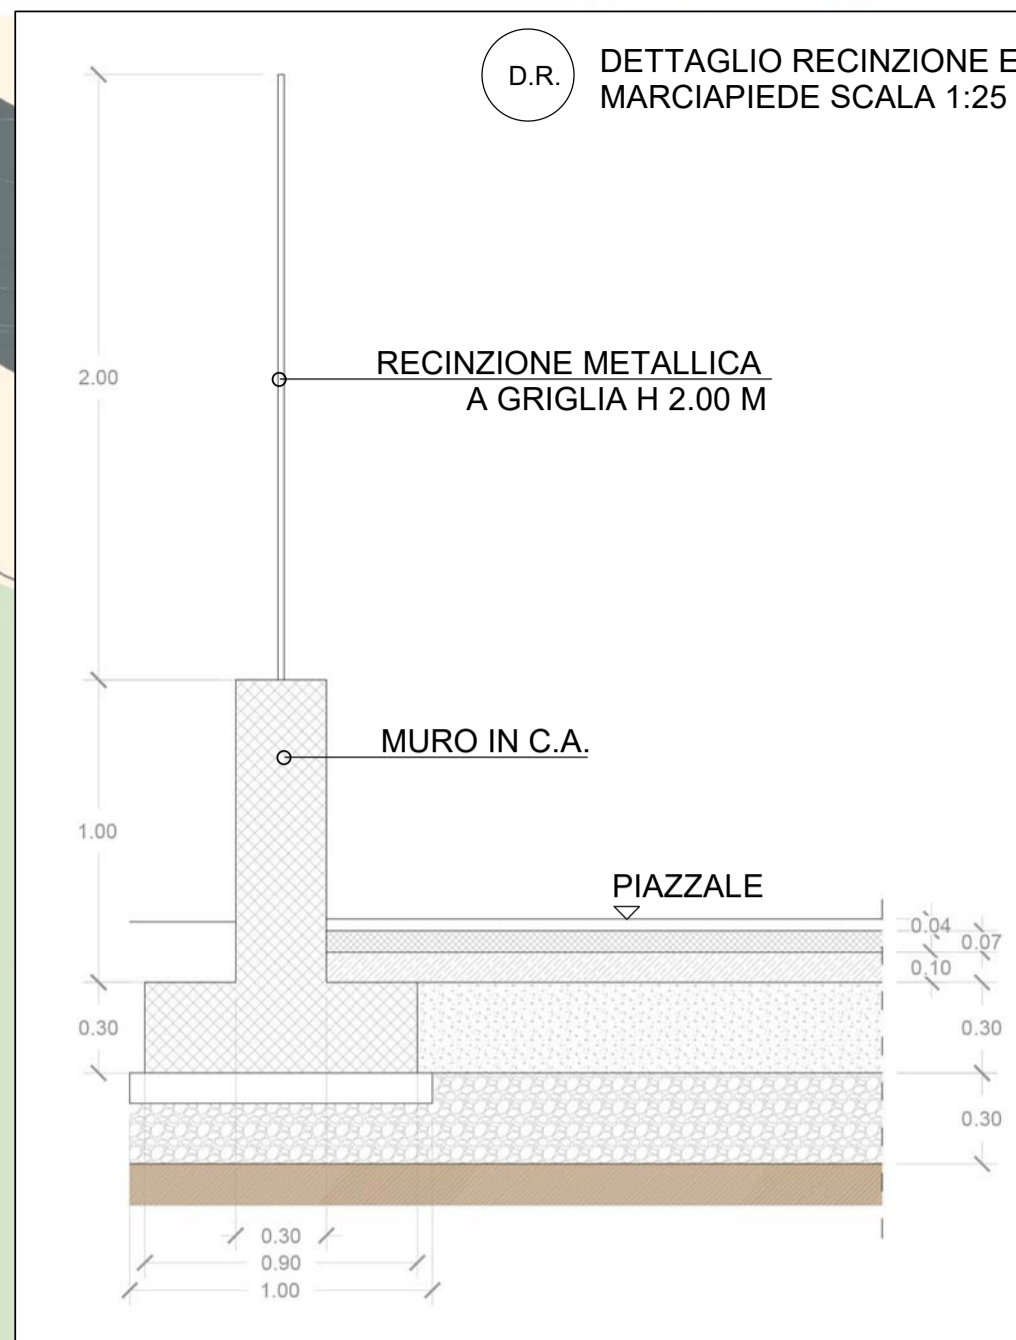 D.R.
DETTAGLIO RECINZIONE E
MARCIAPIEDE SCALA 1:25
2.00
RECINZIONE METALLICA
A GRIGLIA H 2.00 M
MURO IN C.A.
1.00
PIAZZALE
0.04
0.07
0.10
0.30
0.30
0.30
0.30
0.90
1.00